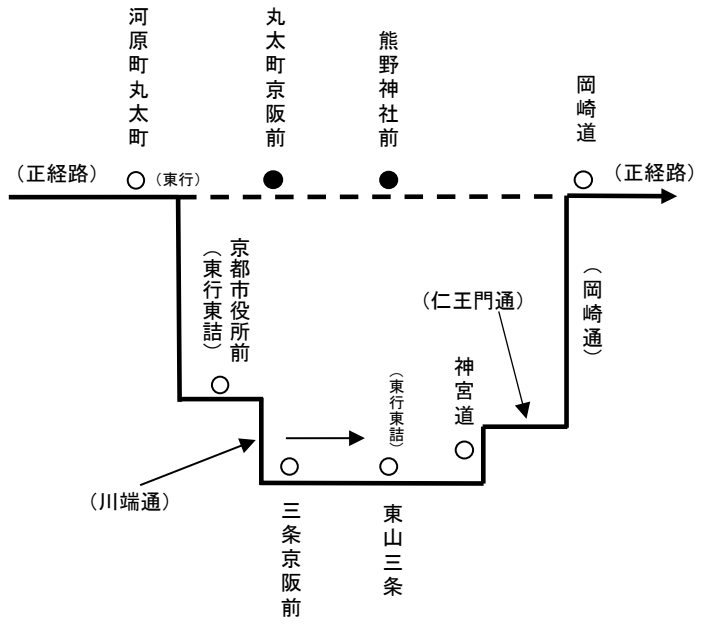 河原町丸太町
丸太町京阪前
熊野神社前
岡崎道
（正経路）
（東行）
（正経路）
京都市役所前
（東行東詰）
（岡崎通）
（仁王門通）
神宮道
（東行東詰）
（川端通）
三条京阪前
東山三条